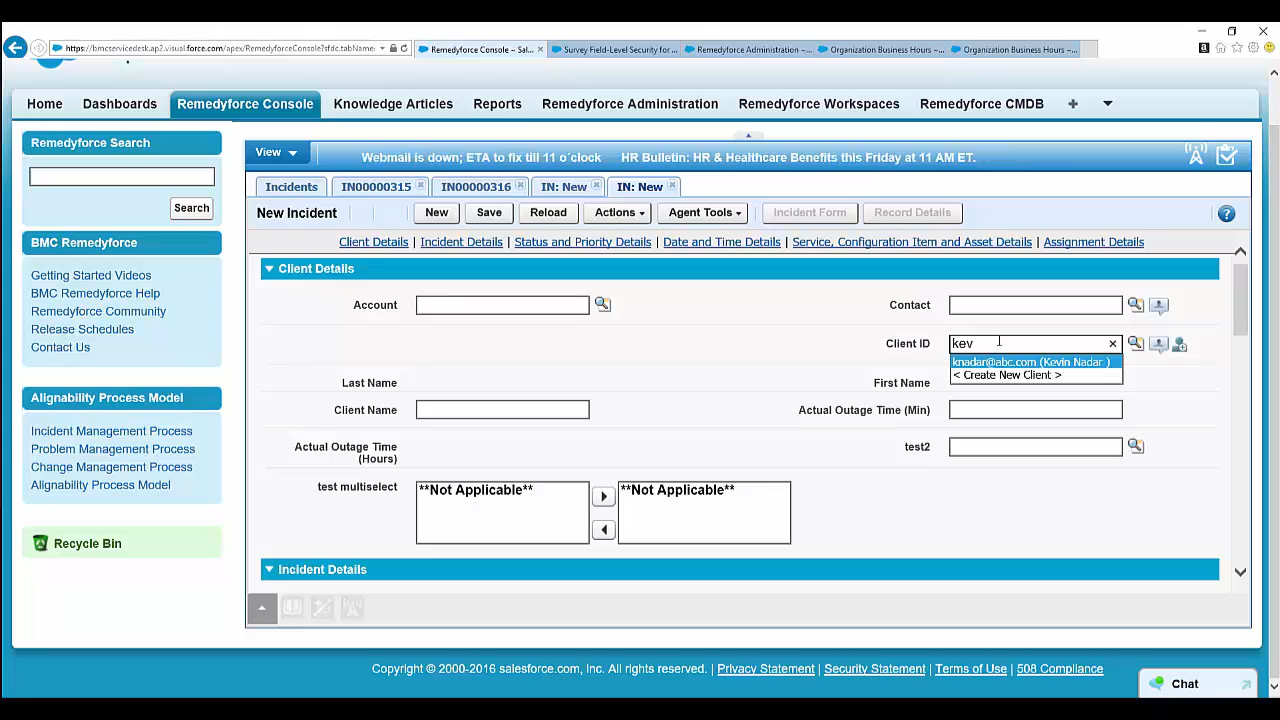 https://bmcservicedesk.ap2.visual.force.com/apex/RemedyforceConsole?sfdc.tabName:
Remedyforce Console – Sal... × Survey Field-Level Security for ... Remedyforce Administration –... Organization Business Hours –... Organization Business Hours –...
Home Dashboards Remedyforce Console Knowledge Articles Reports Remedyforce Administration Remedyforce Workspaces Remedyforce CMDB +
Remedyforce Search
Search
BMC Remedyforce
Getting Started Videos
BMC Remedyforce Help
Remedyforce Community
Release Schedules
Contact Us
Alignability Process Model
Incident Management Process
Problem Management Process
Change Management Process
Alignability Process Model
Recycle Bin
View Webmail is down; ETA to fix till 11 o´clock HR Bulletin: HR & Healthcare Benefits this Friday at 11 AM ET.
Incidents IN00000315 IN00000316 IN: New IN: New
New Incident New Save Reload Actions Agent Tools Incident Form Record Details ?
Client Details | Incident Details | Status and Priority Details | Date and Time Details | Service, Configuration Item and Asset Details | Assignment Details
Client Details
Account Contact
Client ID kev ×
knadar@abc.com (Kevin Nadar )
< Create New Client >
Last Name First Name
Client Name Actual Outage Time (Min)
Actual Outage Time
(Hours)
test2
test multiselect **Not Applicable** **Not Applicable**
Incident Details
Copyright © 2000-2016 salesforce.com, Inc. All rights reserved. | Privacy Statement | Security Statement | Terms of Use | 508 Compliance
Chat